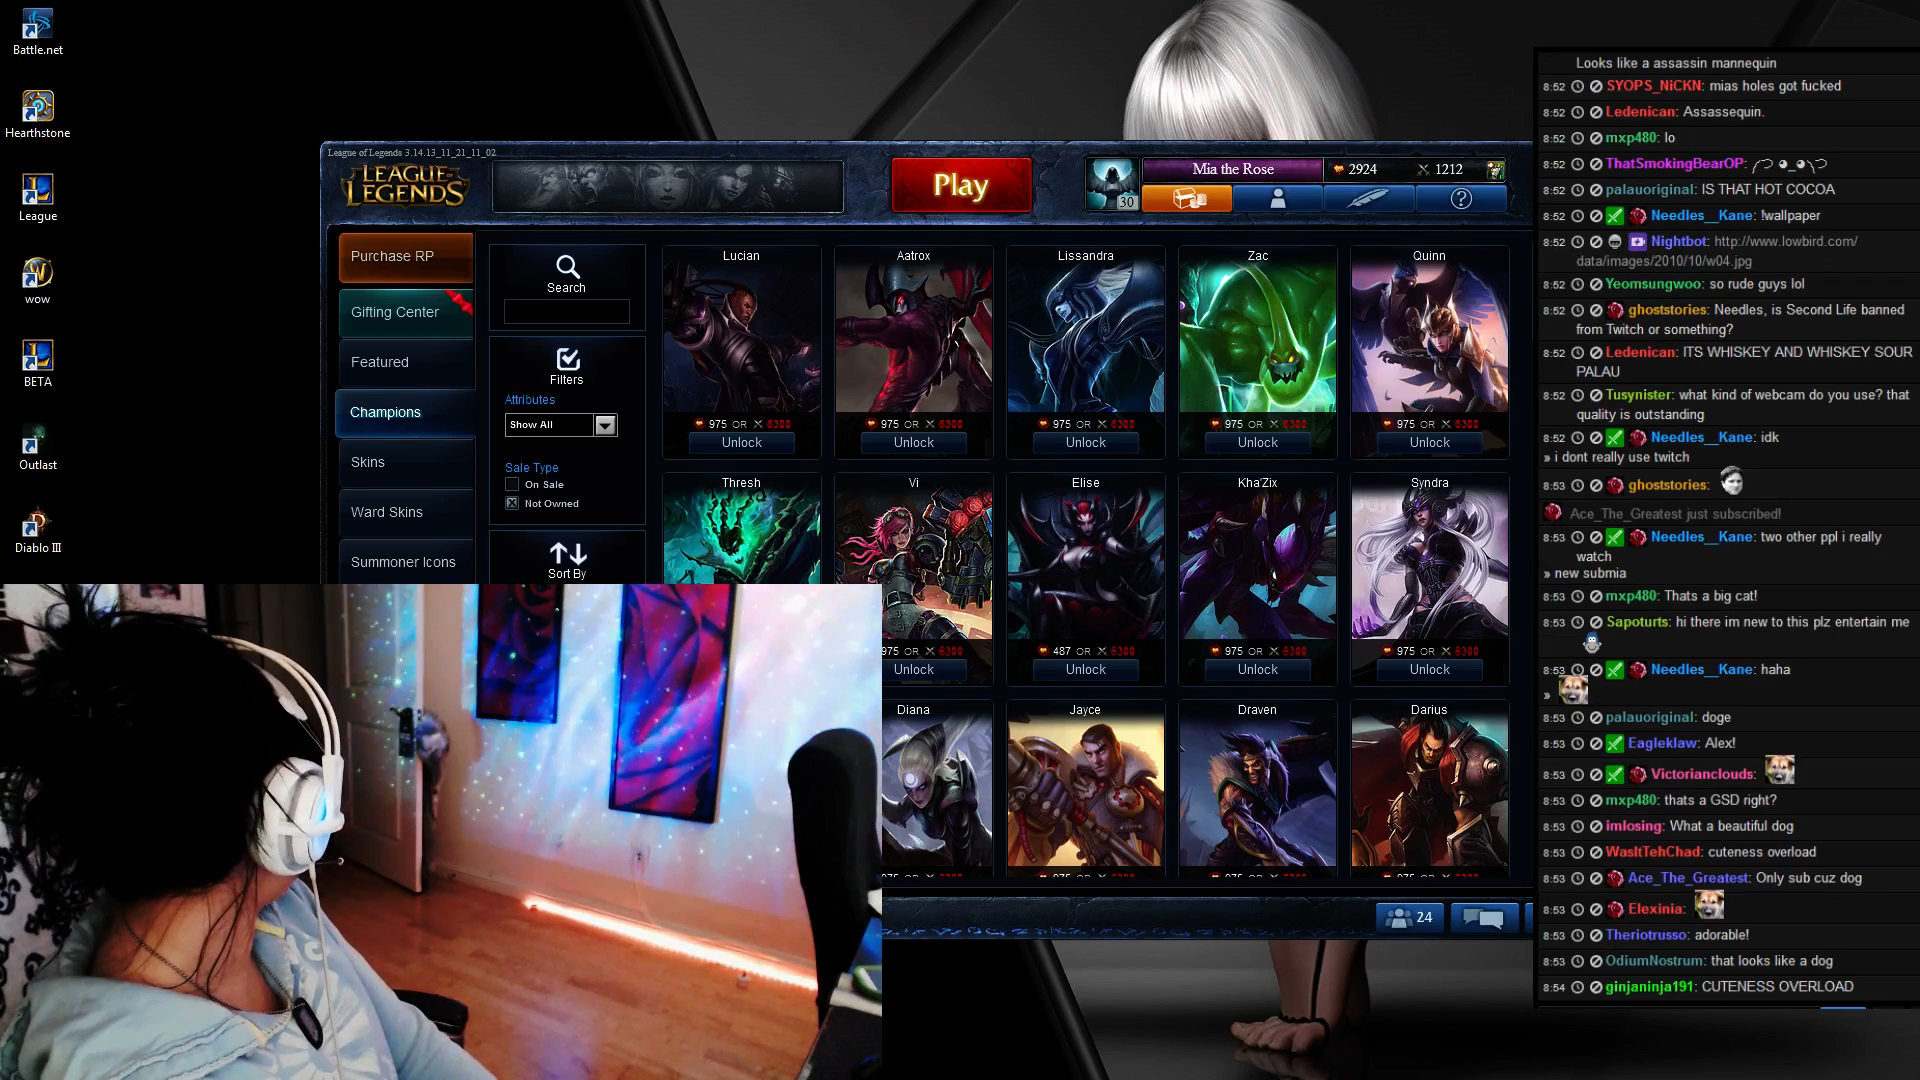 Battle.net
Hearthstone
League
wow
BETA
Outlast
Diablo III
League of Legends 3.14.13_11_21_11_02
LEAGUE OF LEGENDS
Play
30
Mia the Rose
2924
1212
Purchase RP
Gifting Center
Featured
Champions
Skins
Ward Skins
Summoner Icons
Search
Filters
Attributes
Show All
Sale Type
On Sale
Not Owned
Sort By
Lucian
Aatrox
Lissandra
Zac
Quinn
975 OR 6300
975 OR 6300
975 OR 6300
975 OR 6300
975 OR 6300
Unlock
Unlock
Unlock
Unlock
Unlock
Thresh
Vi
Elise
Kha'Zix
Syndra
975 OR 6300
487 OR 6300
975 OR 6300
975 OR 6300
Unlock
Unlock
Unlock
Unlock
Diana
Jayce
Draven
Darius
24
Looks like a assassin mannequin
8:52 SYOPS_NiCKN: mias holes got fucked
8:52 Ledenican: Assassequin.
8:52 mxp480: lo
8:52 ThatSmokingBearOP:
8:52 palauoriginal: IS THAT HOT COCOA
8:52 Needles__Kane: !wallpaper
8:52 Nightbot: http://www.lowbird.com/
data/images/2010/10/w04.jpg
8:52 Yeomsungwoo: so rude guys lol
8:52 ghoststories: Needles, is Second Life banned
from Twitch or something?
8:52 Ledenican: ITS WHISKEY AND WHISKEY SOUR
PALAU
8:52 Tusynister: what kind of webcam do you use? that
quality is outstanding
8:52 Needles__Kane: idk
» i dont really use twitch
8:53 ghoststories:
Ace_The_Greatest just subscribed!
8:53 Needles__Kane: two other ppl i really
watch
» new submia
8:53 mxp480: Thats a big cat!
8:53 Sapoturts: hi there im new to this plz entertain me
8:53 Needles__Kane: haha
»
8:53 palauoriginal: doge
8:53 Eagleklaw: Alex!
8:53 Victorianclouds:
8:53 mxp480: thats a GSD right?
8:53 imlosing: What a beautiful dog
8:53 WasItTehChad: cuteness overload
8:53 Ace_The_Greatest: Only sub cuz dog
8:53 Elexinia:
8:53 Theriotrusso: adorable!
8:53 OdiumNostrum: that looks like a dog
8:54 ginjaninja191: CUTENESS OVERLOAD